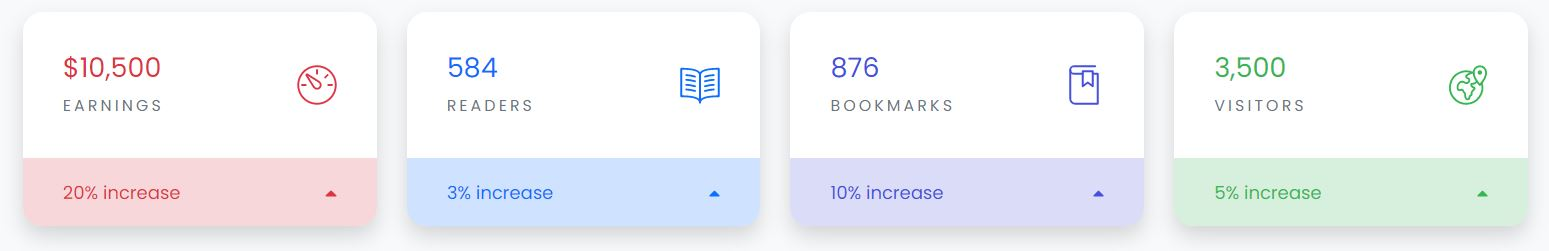 $10,500
EARNINGS
20% increase
584
READERS
3% increase
876
BOOKMARKS
10% increase
3,500
VISITORS
5% increase